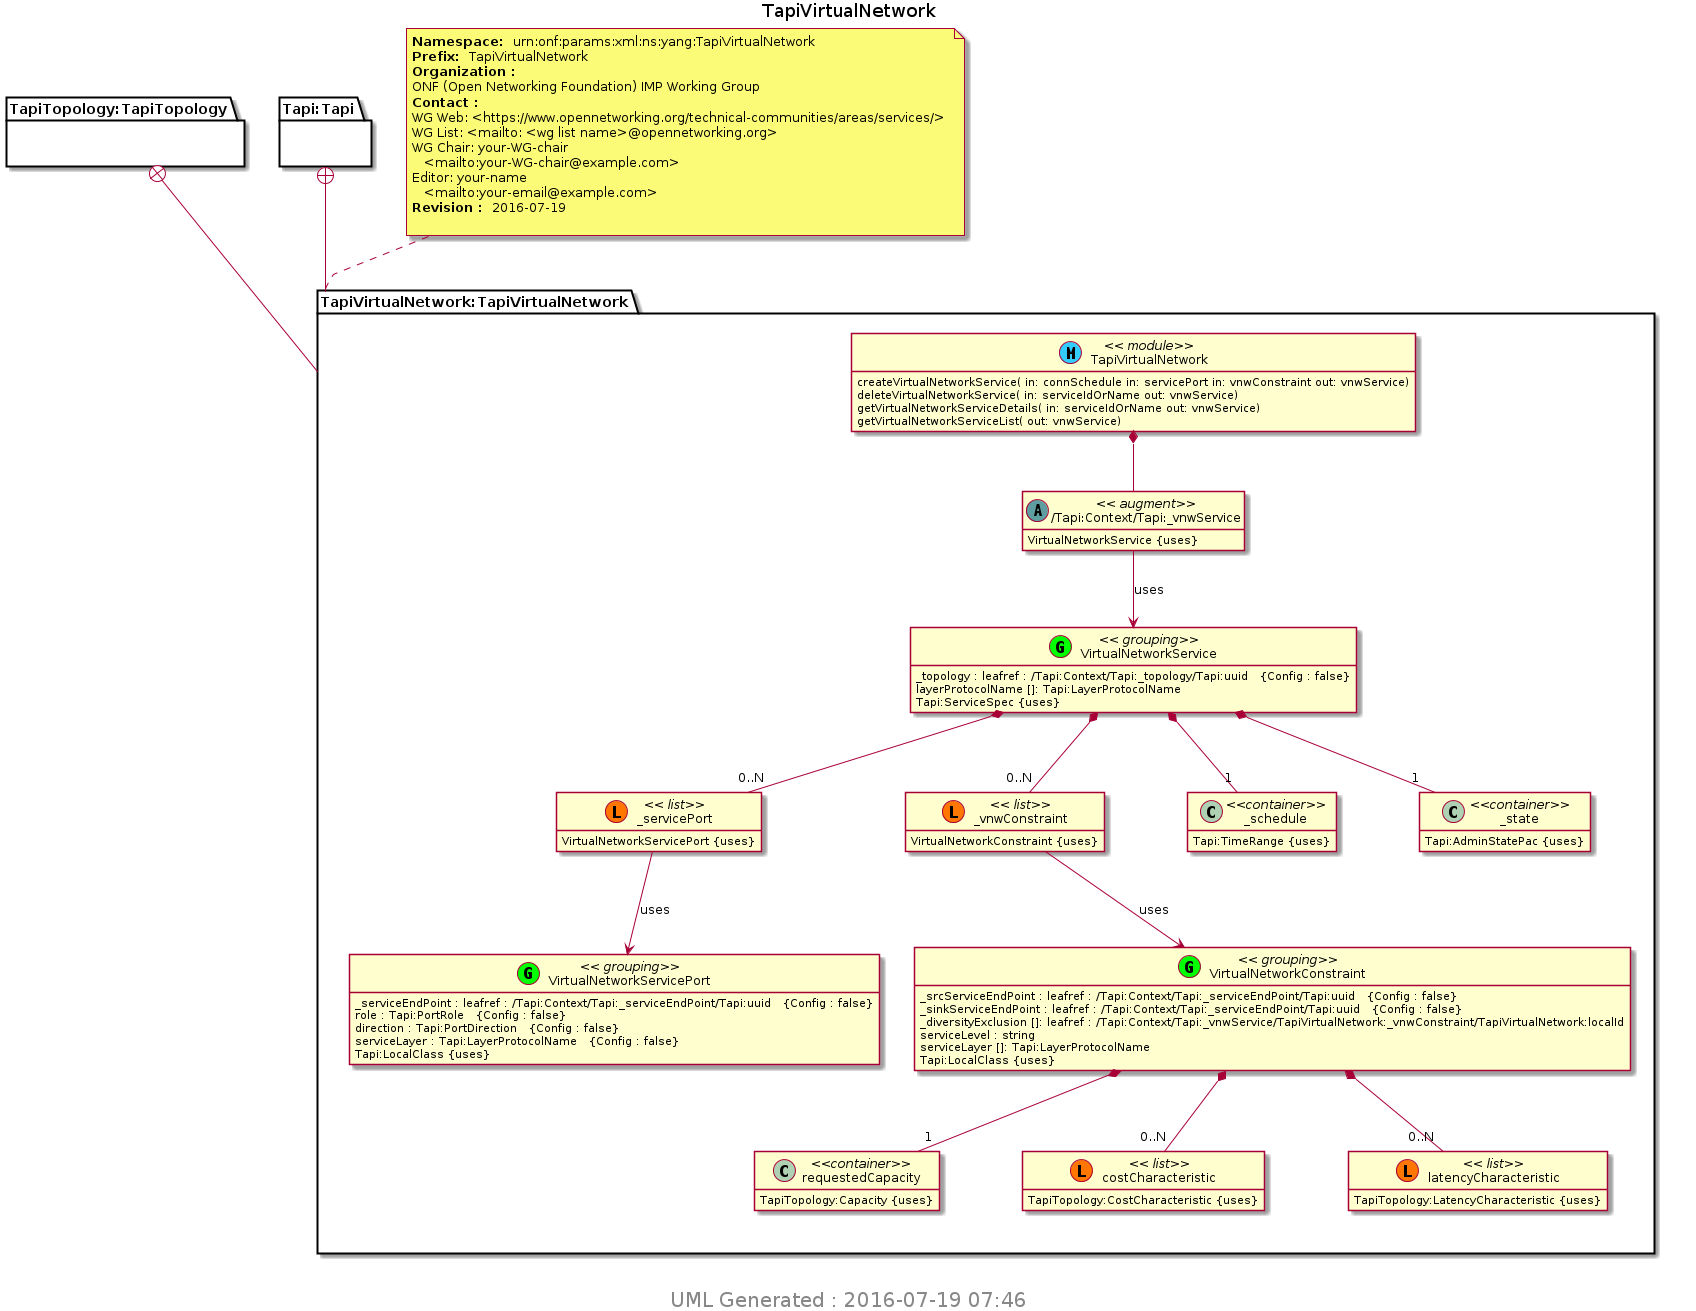 TapiVirtualNetwork
Namespace: urn:onf:params:xml:ns:yang:TapiVirtualNetwork
Prefix: TapiVirtualNetwork
Organization :
ONF (Open Networking Foundation) IMP Working Group
Contact :
WG Web: <https://www.opennetworking.org/technical-communities/areas/services/>
WG List: <mailto: <wg list name>@opennetworking.org>
WG Chair: your-WG-chair
<mailto:your-WG-chair@example.com>
Editor: your-name
<mailto:your-email@example.com>
Revision : 2016-07-19
TapiTopology:TapiTopology
Tapi:Tapi
TapiVirtualNetwork:TapiVirtualNetwork
M
<< module>>
TapiVirtualNetwork
createVirtualNetworkService( in: connSchedule in: servicePort in: vnwConstraint out: vnwService)
deleteVirtualNetworkService( in: serviceIdOrName out: vnwService)
getVirtualNetworkServiceDetails( in: serviceIdOrName out: vnwService)
getVirtualNetworkServiceList( out: vnwService)
A
<< augment>>
/Tapi:Context/Tapi:_vnwService
VirtualNetworkService {uses}
uses
G
<< grouping>>
VirtualNetworkService
_topology : leafref : /Tapi:Context/Tapi:_topology/Tapi:uuid {Config : false}
layerProtocolName []: Tapi:LayerProtocolName
Tapi:ServiceSpec {uses}
0..N
0..N
1
1
L
<< list>>
_servicePort
VirtualNetworkServicePort {uses}
L
<< list>>
_vnwConstraint
VirtualNetworkConstraint {uses}
C
<<container>>
_schedule
Tapi:TimeRange {uses}
C
<<container>>
_state
Tapi:AdminStatePac {uses}
uses
uses
G
<< grouping>>
VirtualNetworkServicePort
_serviceEndPoint : leafref : /Tapi:Context/Tapi:_serviceEndPoint/Tapi:uuid {Config : false}
role : Tapi:PortRole {Config : false}
direction : Tapi:PortDirection {Config : false}
serviceLayer : Tapi:LayerProtocolName {Config : false}
Tapi:LocalClass {uses}
G
<< grouping>>
VirtualNetworkConstraint
_srcServiceEndPoint : leafref : /Tapi:Context/Tapi:_serviceEndPoint/Tapi:uuid {Config : false}
_sinkServiceEndPoint : leafref : /Tapi:Context/Tapi:_serviceEndPoint/Tapi:uuid {Config : false}
_diversityExclusion []: leafref : /Tapi:Context/Tapi:_vnwService/TapiVirtualNetwork:_vnwConstraint/TapiVirtualNetwork:localId
serviceLevel : string
serviceLayer []: Tapi:LayerProtocolName
Tapi:LocalClass {uses}
1
0..N
0..N
C
<<container>>
requestedCapacity
TapiTopology:Capacity {uses}
L
<< list>>
costCharacteristic
TapiTopology:CostCharacteristic {uses}
L
<< list>>
latencyCharacteristic
TapiTopology:LatencyCharacteristic {uses}
UML Generated : 2016-07-19 07:46